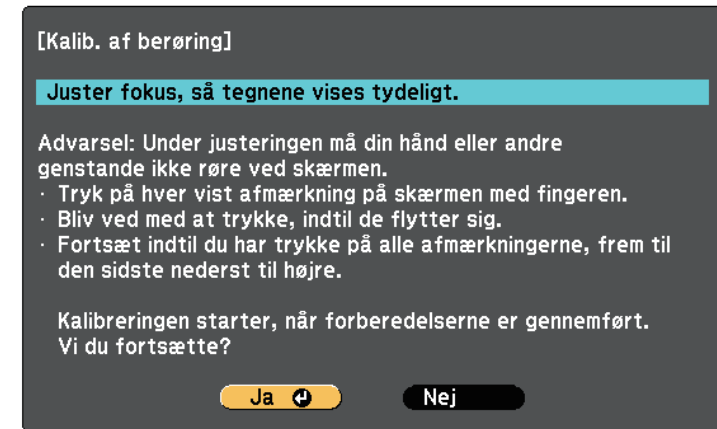 [Kalib. af berøring]
Juster fokus, så tegnene vises tydeligt.
Advarsel: Under justeringen må din hånd eller andre
genstande ikke røre ved skærmen.
· Tryk på hver vist afmærkning på skærmen med fingeren.
· Bliv ved med at trykke, indtil de flytter sig.
· Fortsæt indtil du har trykke på alle afmærkningerne, frem til
den sidste nederst til højre.
Kalibreringen starter, når forberedelserne er gennemført.
Vi du fortsætte?
Ja Nej